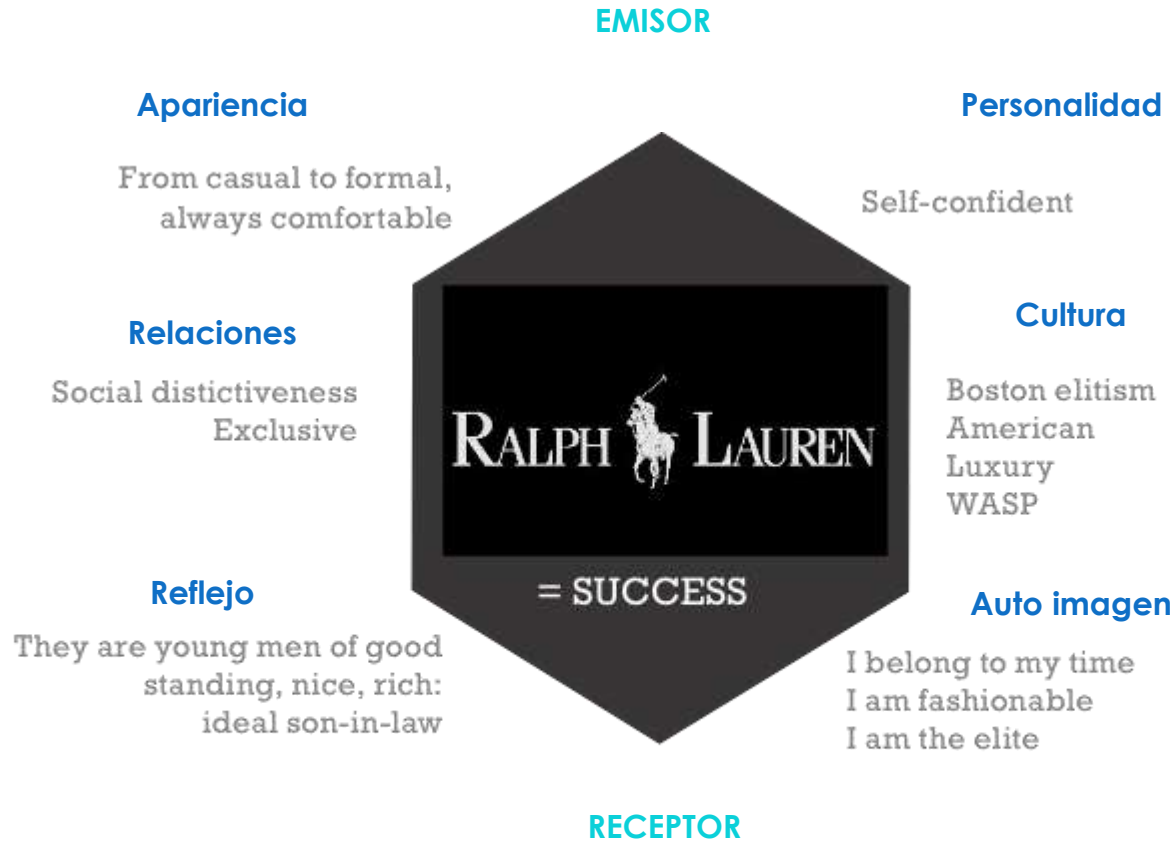 EMISOR
Apariencia
From casual to formal,
always comfortable
Personalidad
Self-confident
Relaciones
Social distictiveness
Exclusive
RALPH LAUREN
= SUCCESS
Cultura
Boston elitism
American
Luxury
WASP
Reflejo
They are young men of good
standing, nice, rich:
ideal son-in-law
Auto imagen
I belong to my time
I am fashionable
I am the elite
RECEPTOR